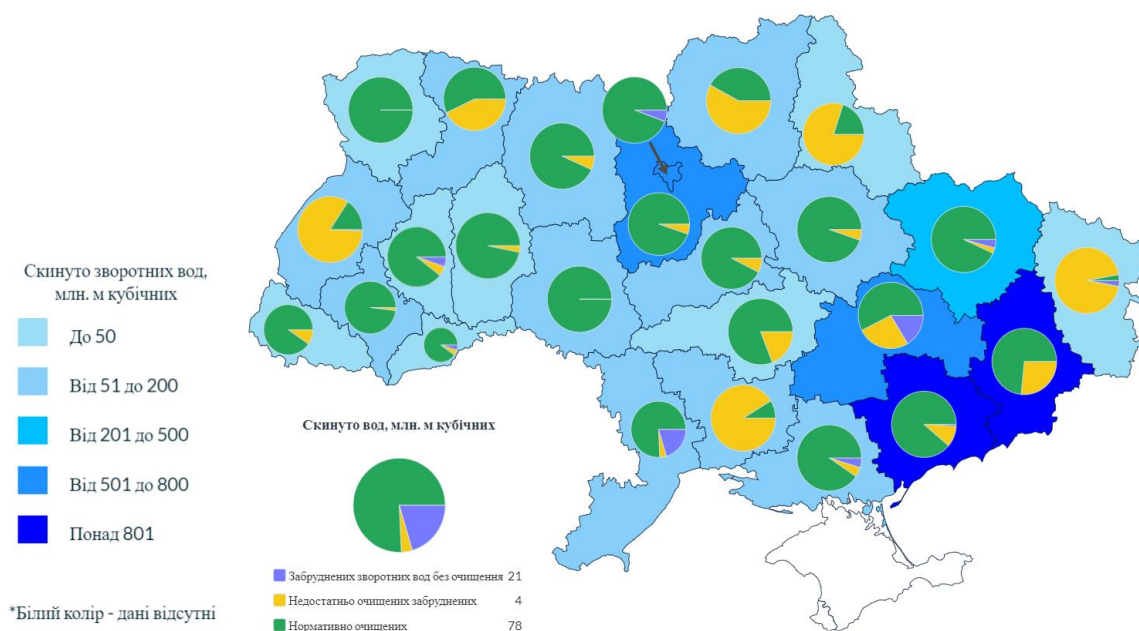 Скинуто зворотних вод,
млн. м кубічних
До 50
Від 51 до 200
Від 201 до 500
Від 501 до 800
Понад 801
*Білий колір - дані відсутні
Скинуто вод, млн. м кубічних
Забруднених зворотних вод без очищення 21
Недостатньо очищених забруднених 4
Нормативно очищених 78